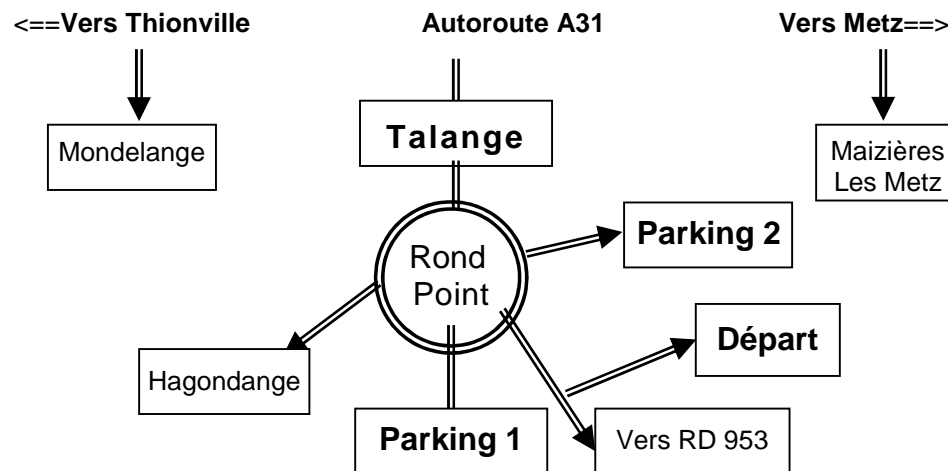 <==Vers Thionville
Autoroute A31
Vers Metz==>
Mondelange
Talange
Maizières
Les Metz
Parking 2
Rond
Point
Départ
Hagondange
Parking 1
Vers RD 953